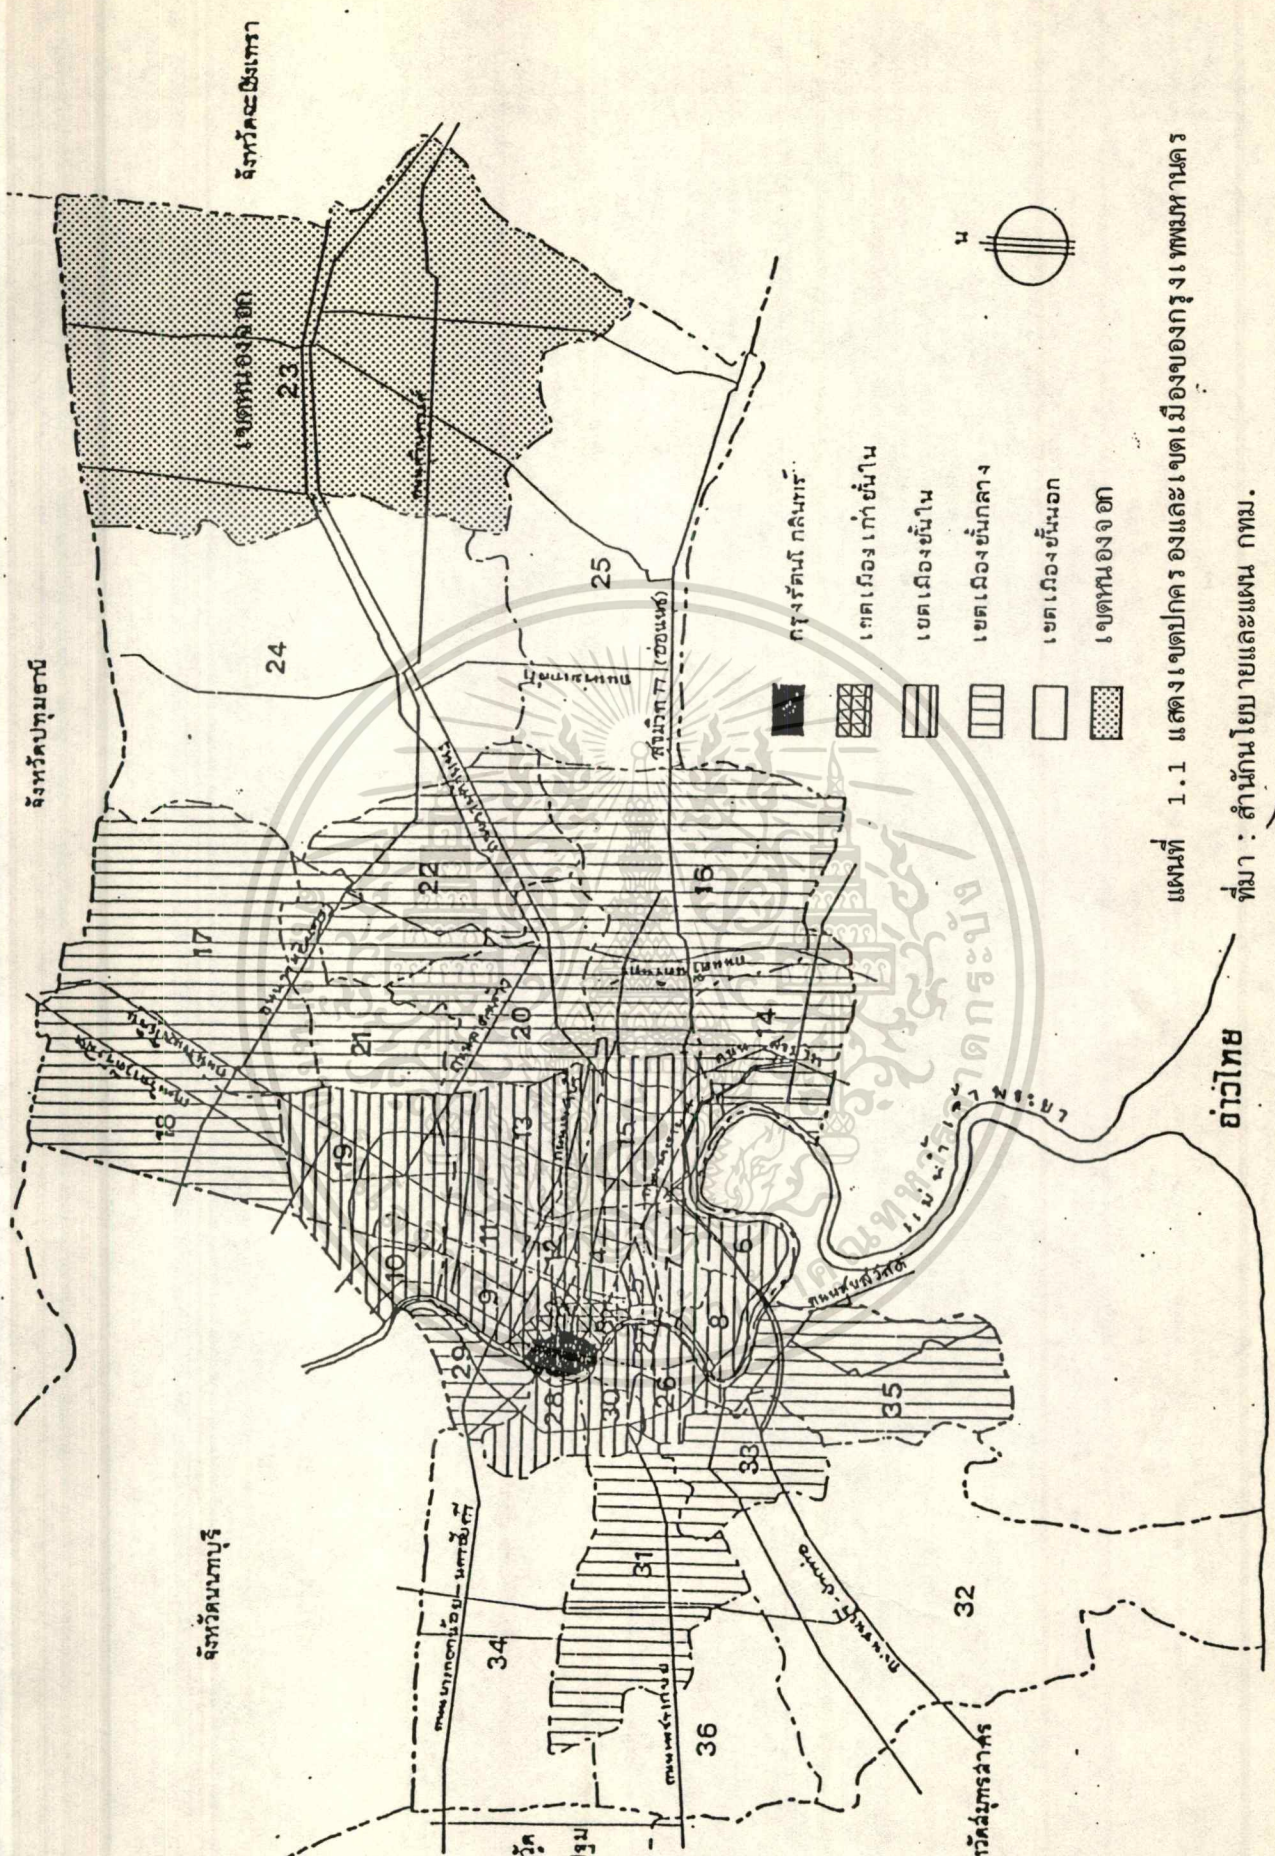 จังหวัดปทุมธานี
จังหวัดฉะเชิงเทรา
จังหวัดนนทบุรี
เขตหนองจอก
23
24
25
17
18
22
21
20
19
16
14
13
15
10
11
12
9
4
7
6
5
8
29
28
30
26
33
35
31
34
36
32
สุขุมวิท 77 (อ่อนนุช)
ถนนสุขสวัสดิ์
ถนนเพชรเกษม
แม่น้ำเจ้าพระยา
ธนบุรี-ปากท่อ
อ่าวไทย
น
กรุงรัตนโกสินทร์
เขตเมืองเก่าชั้นใน
เขตเมืองชั้นใน
เขตเมืองชั้นกลาง
เขตเมืองชั้นนอก
เขตหนองจอก
แผนที่ 1.1 แสดงเขตปกครองและเขตเมืองของกรุงเทพมหานคร
ที่มา : สำนักนโยบายและแผน กทม.